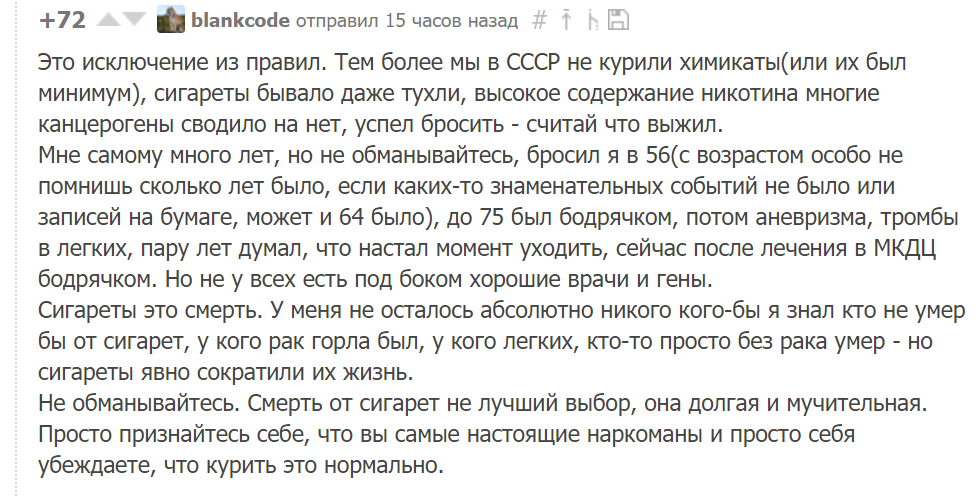 +72 blankcode отправил 15 часов назад #
Это исключение из правил. Тем более мы в СССР не курили химикаты(или их был
минимум), сигареты бывало даже тухли, высокое содержание никотина многие
канцерогены сводило на нет, успел бросить - считай что выжил.
Мне самому много лет, но не обманывайтесь, бросил я в 56(с возрастом особо не
помнишь сколько лет было, если каких-то знаменательных событий не было или
записей на бумаге, может и 64 было), до 75 был бодрячком, потом аневризма, тромбы
в легких, пару лет думал, что настал момент уходить, сейчас после лечения в МКДЦ
бодрячком. Но не у всех есть под боком хорошие врачи и гены.
Сигареты это смерть. У меня не осталось абсолютно никого кого-бы я знал кто не умер
бы от сигарет, у кого рак горла был, у кого легких, кто-то просто без рака умер - но
сигареты явно сократили их жизнь.
Не обманывайтесь. Смерть от сигарет не лучший выбор, она долгая и мучительная.
Просто признайтесь себе, что вы самые настоящие наркоманы и просто себя
убеждаете, что курить это нормально.